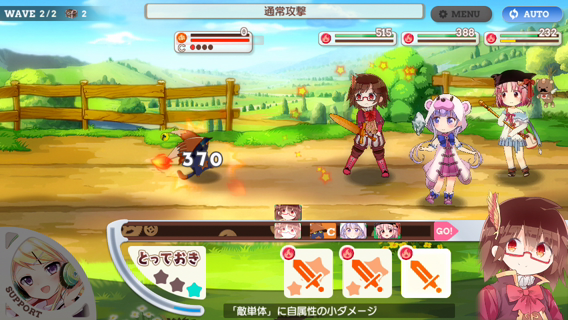 WAVE 2/2 2
通常攻撃
MENU
AUTO
0
C
515
388
232
370
C
GO!
とっておき
SUPPORT
「敵単体」に自属性の小ダメージ